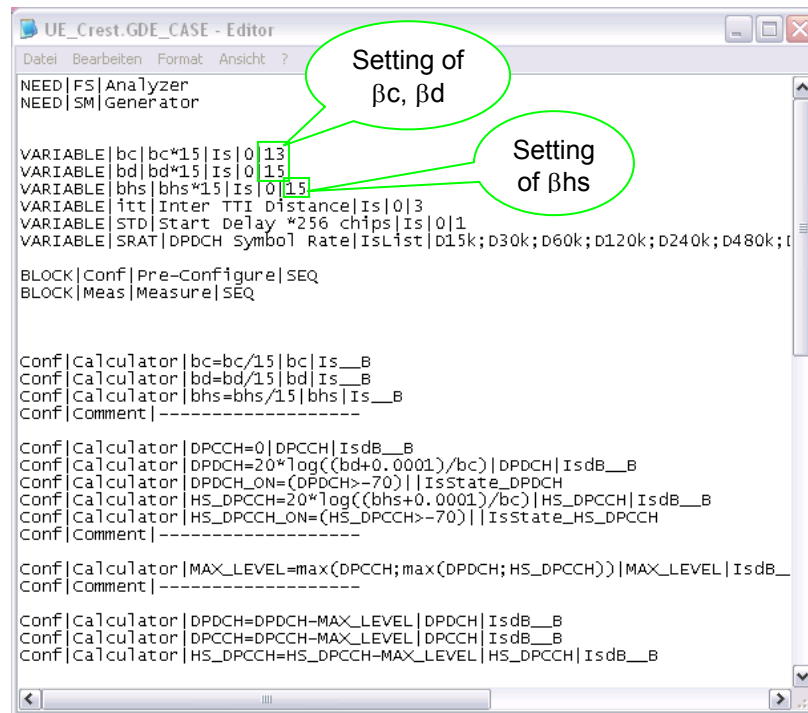 UE_Crest.GDE_CASE - Editor
Datei Bearbeiten Format Ansicht ?
Setting of
βc, βd
NEED|FS|Analyzer
NEED|SM|Generator
Setting
of βhs
VARIABLE|bc|bc*15|Is|0|13
VARIABLE|bd|bd*15|Is|0|15
VARIABLE|bhs|bhs*15|Is|0|15
VARIABLE|itt|Inter TTI Distance|Is|0|3
VARIABLE|STD|Start Delay *256 chips|Is|0|1
VARIABLE|SRAT|DPDCH Symbol Rate|IsList|D15k;D30k;D60k;D120k;D240k;D480k;
BLOCK|Conf|Pre-Configure|SEQ
BLOCK|Meas|Measure|SEQ
Conf|Calculator|bc=bc/15|bc|Is__B
Conf|Calculator|bd=bd/15|bd|Is__B
Conf|Calculator|bhs=bhs/15|bhs|Is__B
Conf|Comment|-------------------
Conf|Calculator|DPCCH=0|DPCCH|IsdB__B
Conf|Calculator|DPDCH=20*log((bd+0.0001)/bc)|DPDCH|IsdB__B
Conf|Calculator|DPDCH_ON=(DPDCH>-70)||IsState_DPDCH
Conf|Calculator|HS_DPCCH=20*log((bhs+0.0001)/bc)|HS_DPCCH|IsdB__B
Conf|Calculator|HS_DPCCH_ON=(HS_DPCCH>-70)||IsState_HS_DPCCH
Conf|Comment|-------------------
Conf|Calculator|MAX_LEVEL=max(DPCCH;max(DPDCH;HS_DPCCH))|MAX_LEVEL|IsdB_
Conf|Comment|-------------------
Conf|Calculator|DPDCH=DPDCH-MAX_LEVEL|DPDCH|IsdB__B
Conf|Calculator|DPCCH=DPCCH-MAX_LEVEL|DPCCH|IsdB__B
Conf|Calculator|HS_DPCCH=HS_DPCCH-MAX_LEVEL|HS_DPCCH|IsdB__B